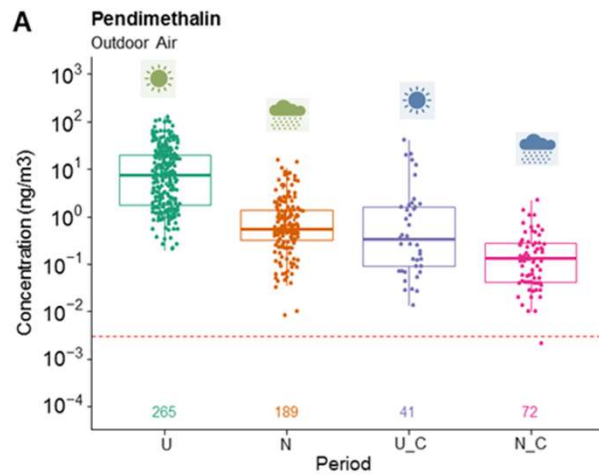 A
Pendimethalin
Outdoor Air
Concentration (ng/m3)
10³
10²
10¹
10⁰
10⁻¹
10⁻²
10⁻³
10⁻⁴
265 189 41 72
U N U_C N_C
Period